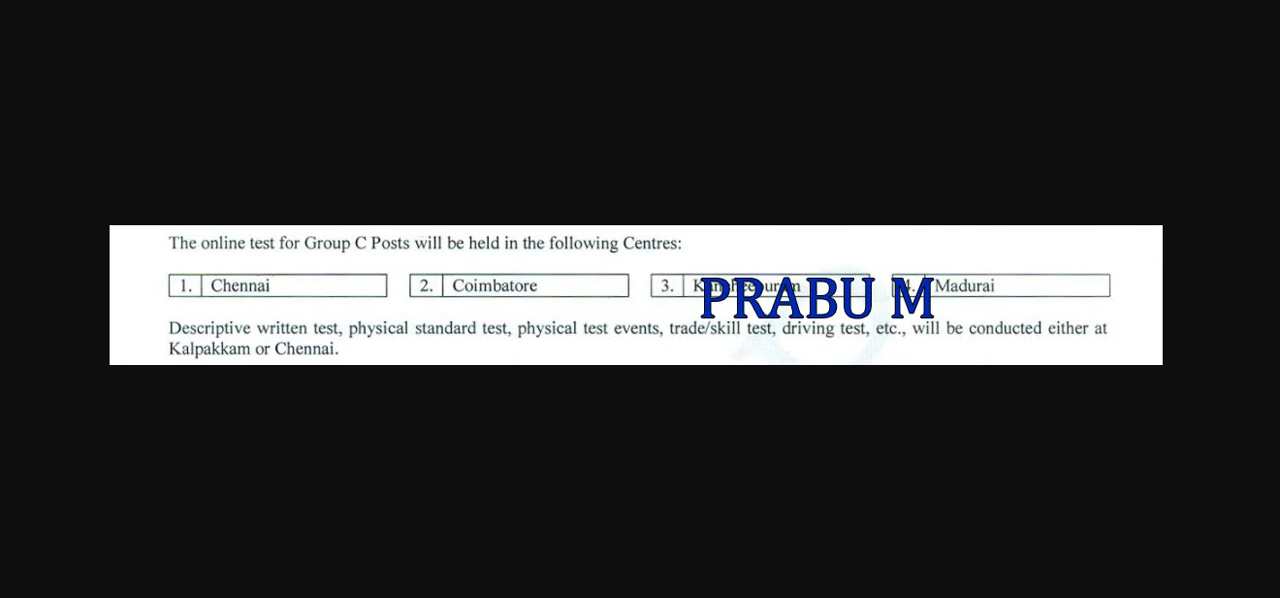 The online test for Group C Posts will be held in the following Centres:
1. Chennai 2. Coimbatore 3. Kancheepuram 4. Madurai
PRABU M
Descriptive written test, physical standard test, physical test events, trade/skill test, driving test, etc., will be conducted either at
Kalpakkam or Chennai.